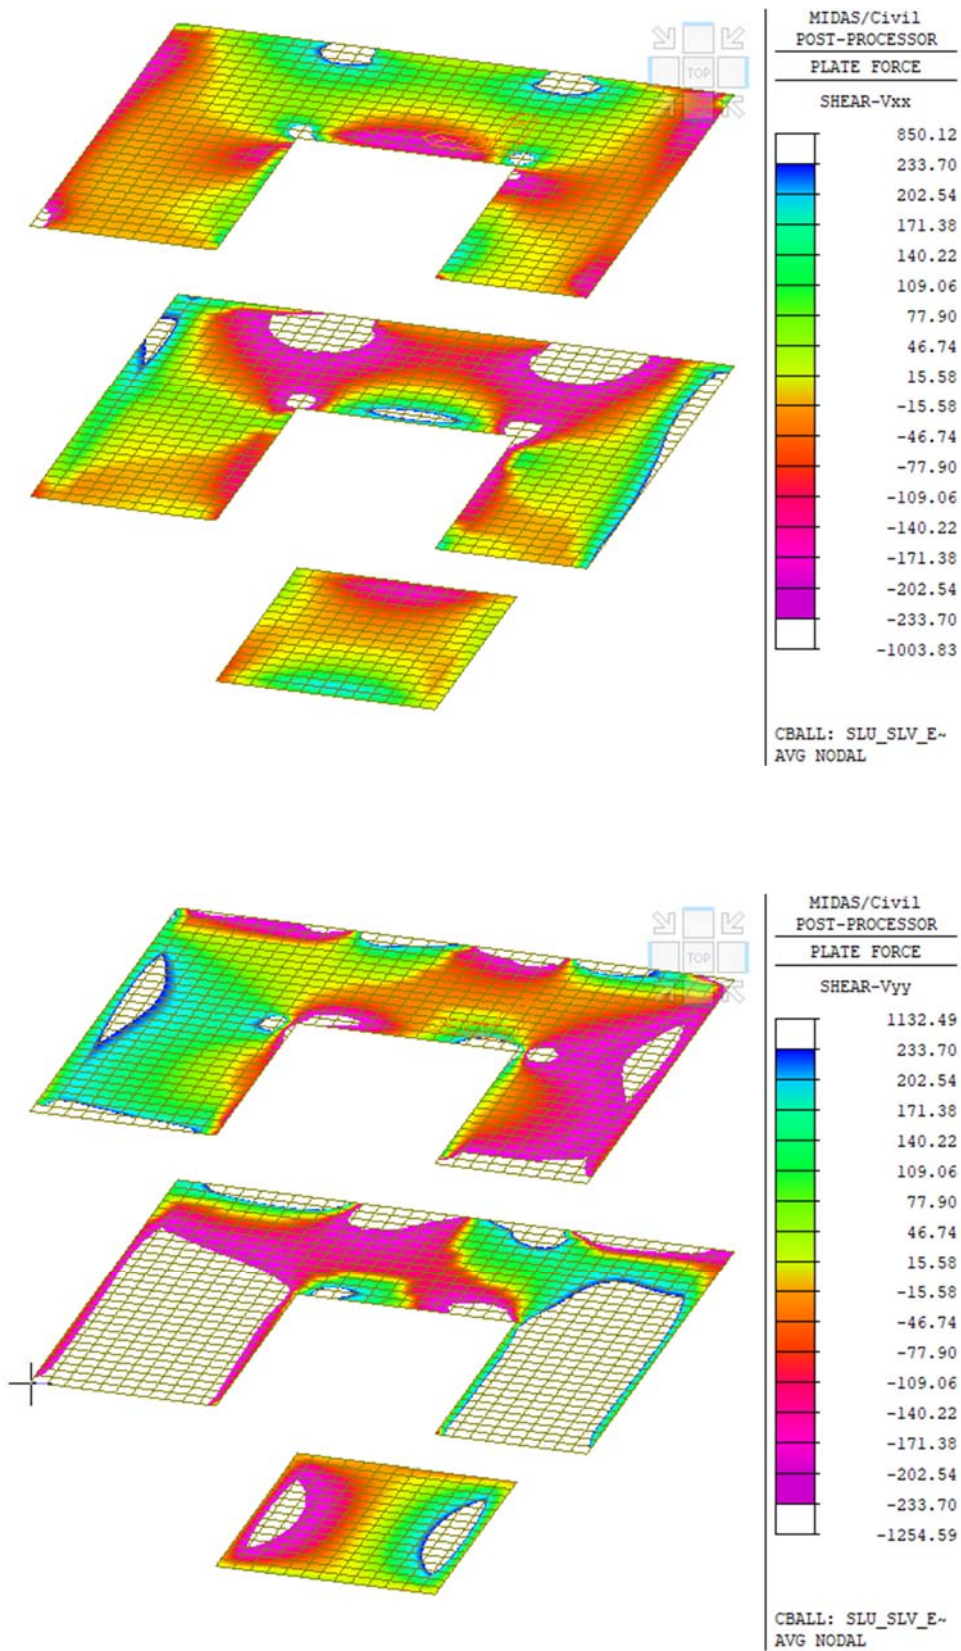 TOP
MIDAS/Civil
POST-PROCESSOR
PLATE FORCE
SHEAR-Vxx
850.12
233.70
202.54
171.38
140.22
109.06
77.90
46.74
15.58
-15.58
-46.74
-77.90
-109.06
-140.22
-171.38
-202.54
-233.70
-1003.83
CBALL: SLU_SLV_E~
AVG NODAL
TOP
MIDAS/Civil
POST-PROCESSOR
PLATE FORCE
SHEAR-Vyy
1132.49
233.70
202.54
171.38
140.22
109.06
77.90
46.74
15.58
-15.58
-46.74
-77.90
-109.06
-140.22
-171.38
-202.54
-233.70
-1254.59
CBALL: SLU_SLV_E~
AVG NODAL